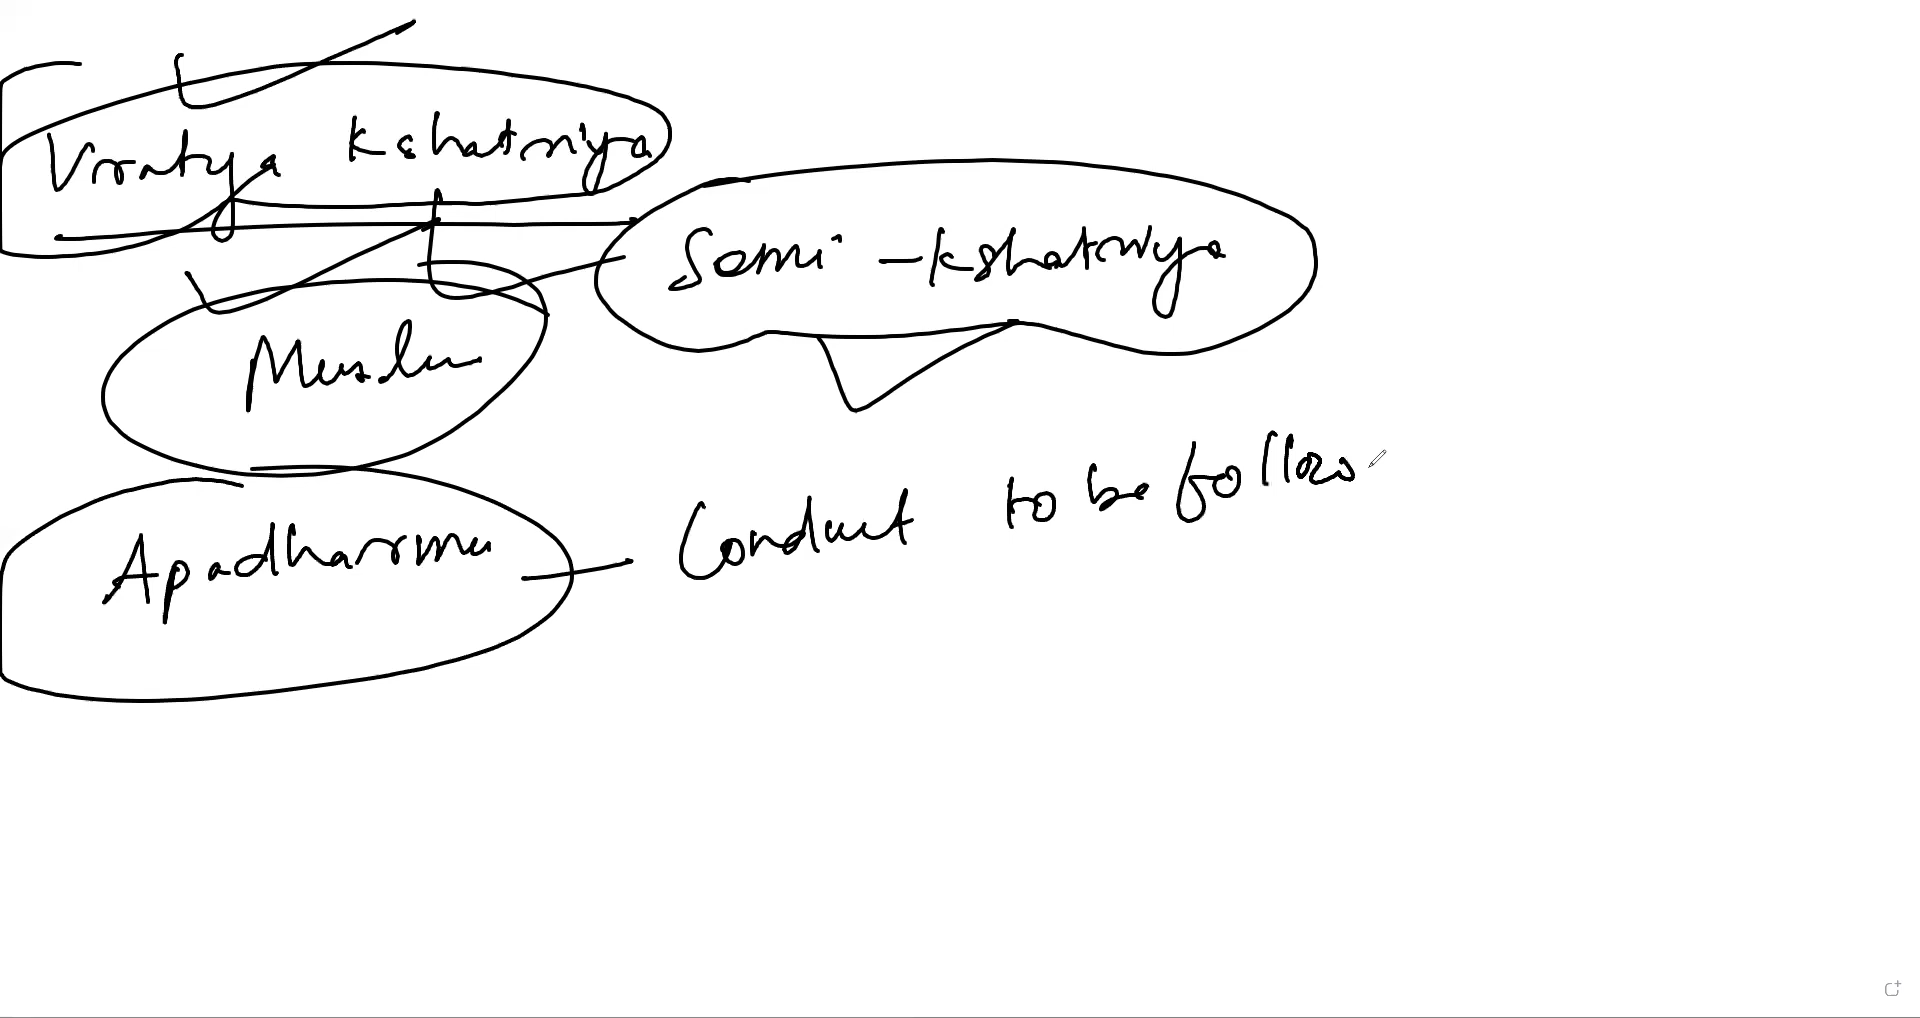 Vratya Kshatriya
Semi - Kshatriya
Muslim
Apadharma — Conduct to be follow